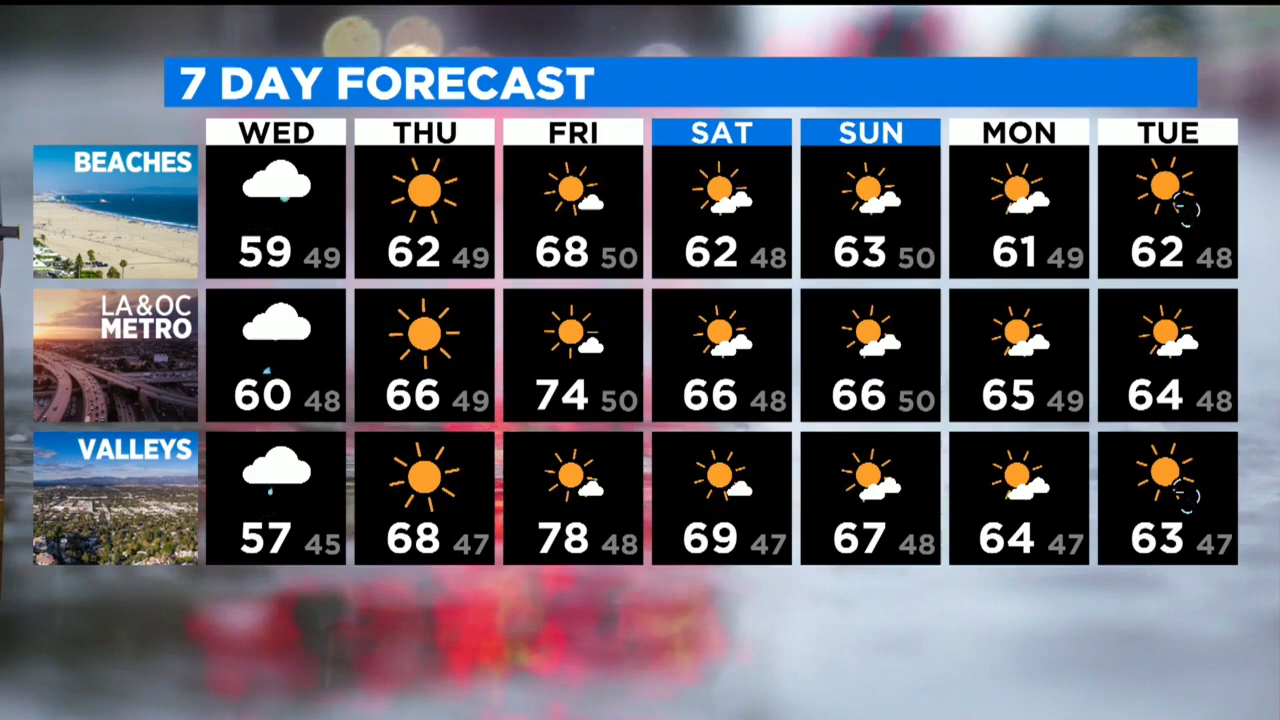 7 DAY FORECAST
WED THU FRI SAT SUN MON TUE
BEACHES
59 49 62 49 68 50 62 48 63 50 61 49 62 48
LA&OC
METRO
60 48 66 49 74 50 66 48 66 50 65 49 64 48
VALLEYS
57 45 68 47 78 48 69 47 67 48 64 47 63 47